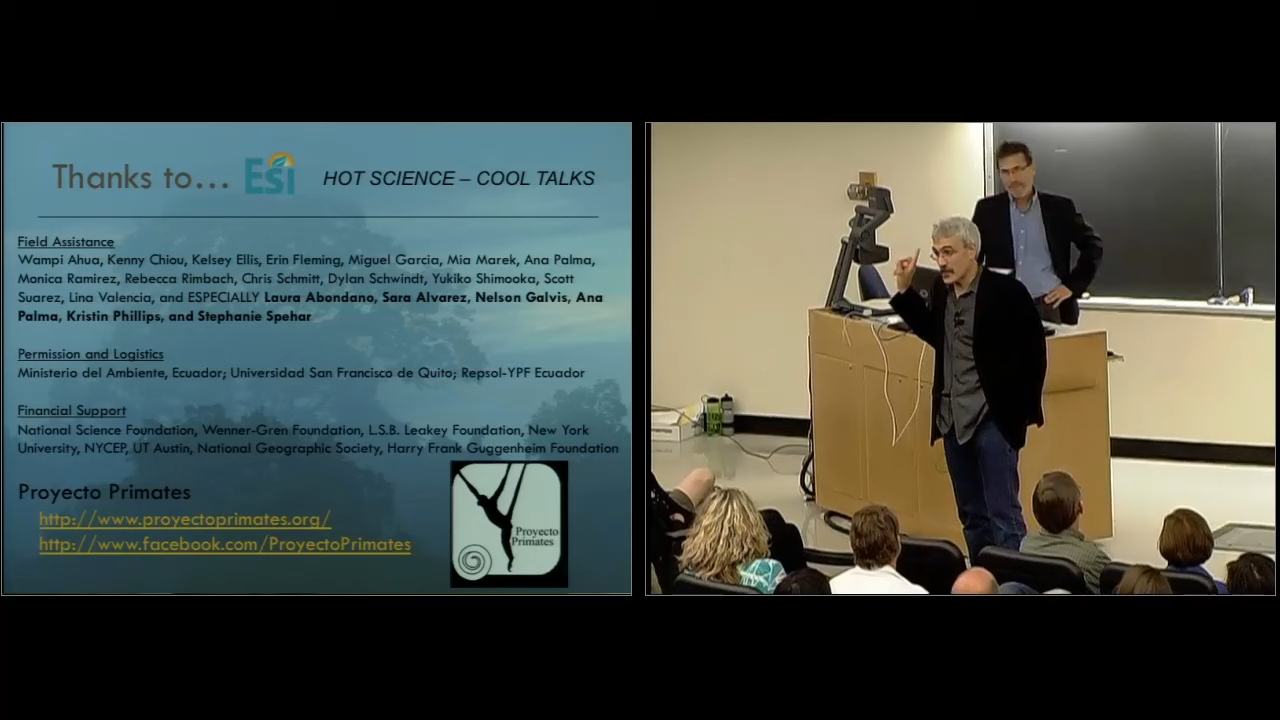 Thanks to... ESI HOT SCIENCE – COOL TALKS
Field Assistance
Wampi Ahua, Kenny Chiou, Kelsey Ellis, Erin Fleming, Miguel Garcia, Mia Marek, Ana Palma,
Monica Ramirez, Rebecca Rimbach, Chris Schmitt, Dylan Schwindt, Yukiko Shimooka, Scott
Suarez, Lina Valencia, and ESPECIALLY Laura Abondano, Sara Alvarez, Nelson Galvis, Ana
Palma, Kristin Phillips, and Stephanie Spehar
Permission and Logistics
Ministerio del Ambiente, Ecuador; Universidad San Francisco de Quito; Repsol-YPF Ecuador
Financial Support
National Science Foundation, Wenner-Gren Foundation, L.S.B. Leakey Foundation, New York
University, NYCEP, UT Austin, National Geographic Society, Harry Frank Guggenheim Foundation
Proyecto Primates
http://www.proyectoprimates.org/
http://www.facebook.com/ProyectoPrimates
Proyecto
Primates